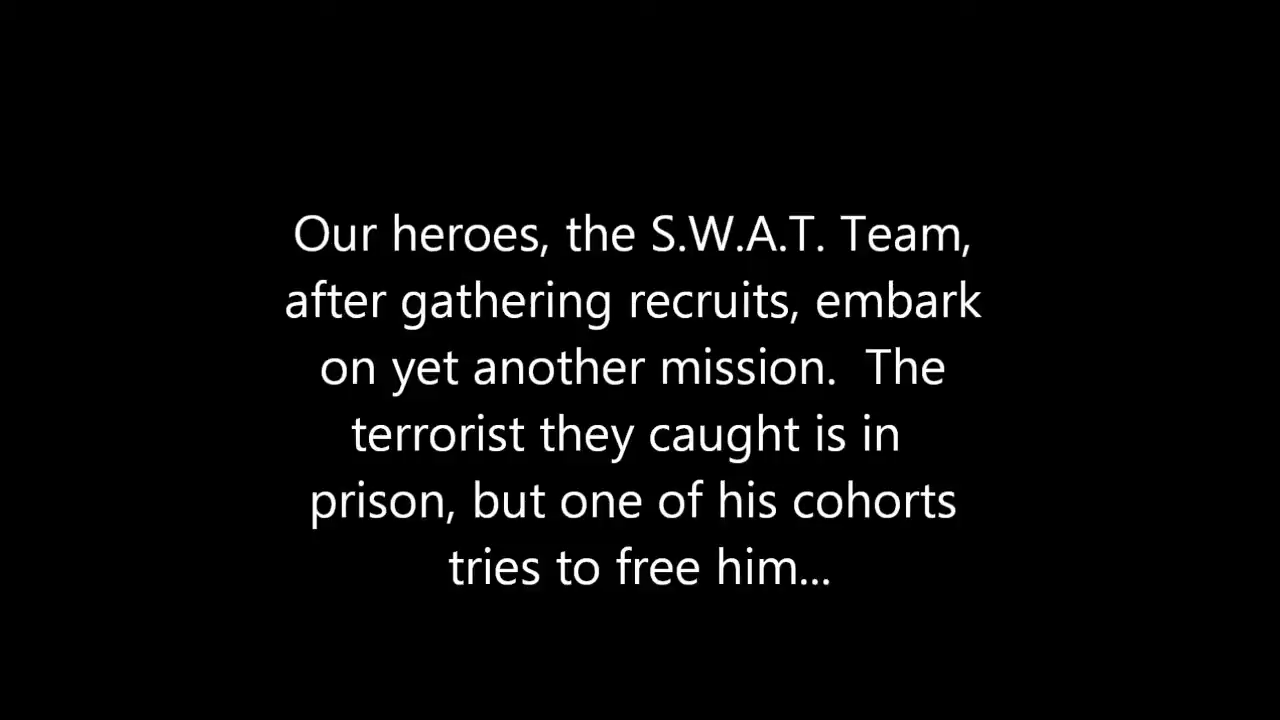 Our heroes, the S.W.A.T. Team,
after gathering recruits, embark
on yet another mission.  The
terrorist they caught is in
prison, but one of his cohorts
tries to free him...